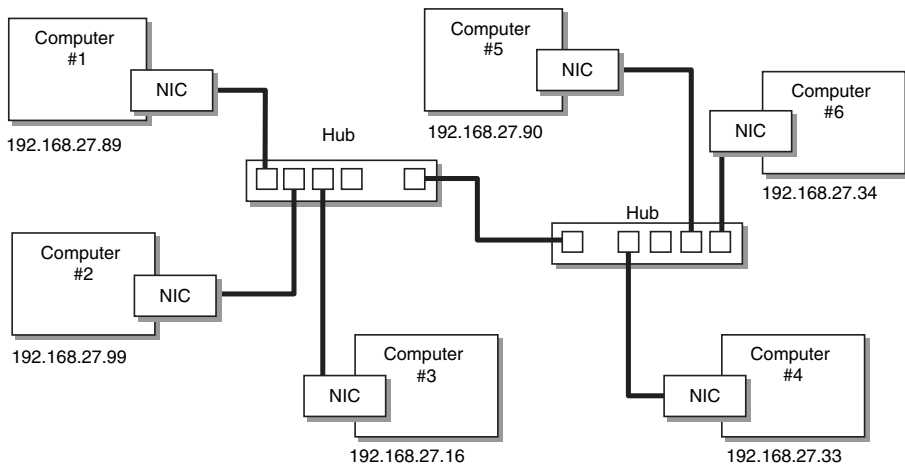 Computer
#1
NIC
192.168.27.89
Hub
Computer
#5
NIC
192.168.27.90
Computer
#6
NIC
192.168.27.34
Hub
Computer
#2
NIC
192.168.27.99
Computer
#3
NIC
192.168.27.16
Computer
#4
NIC
192.168.27.33